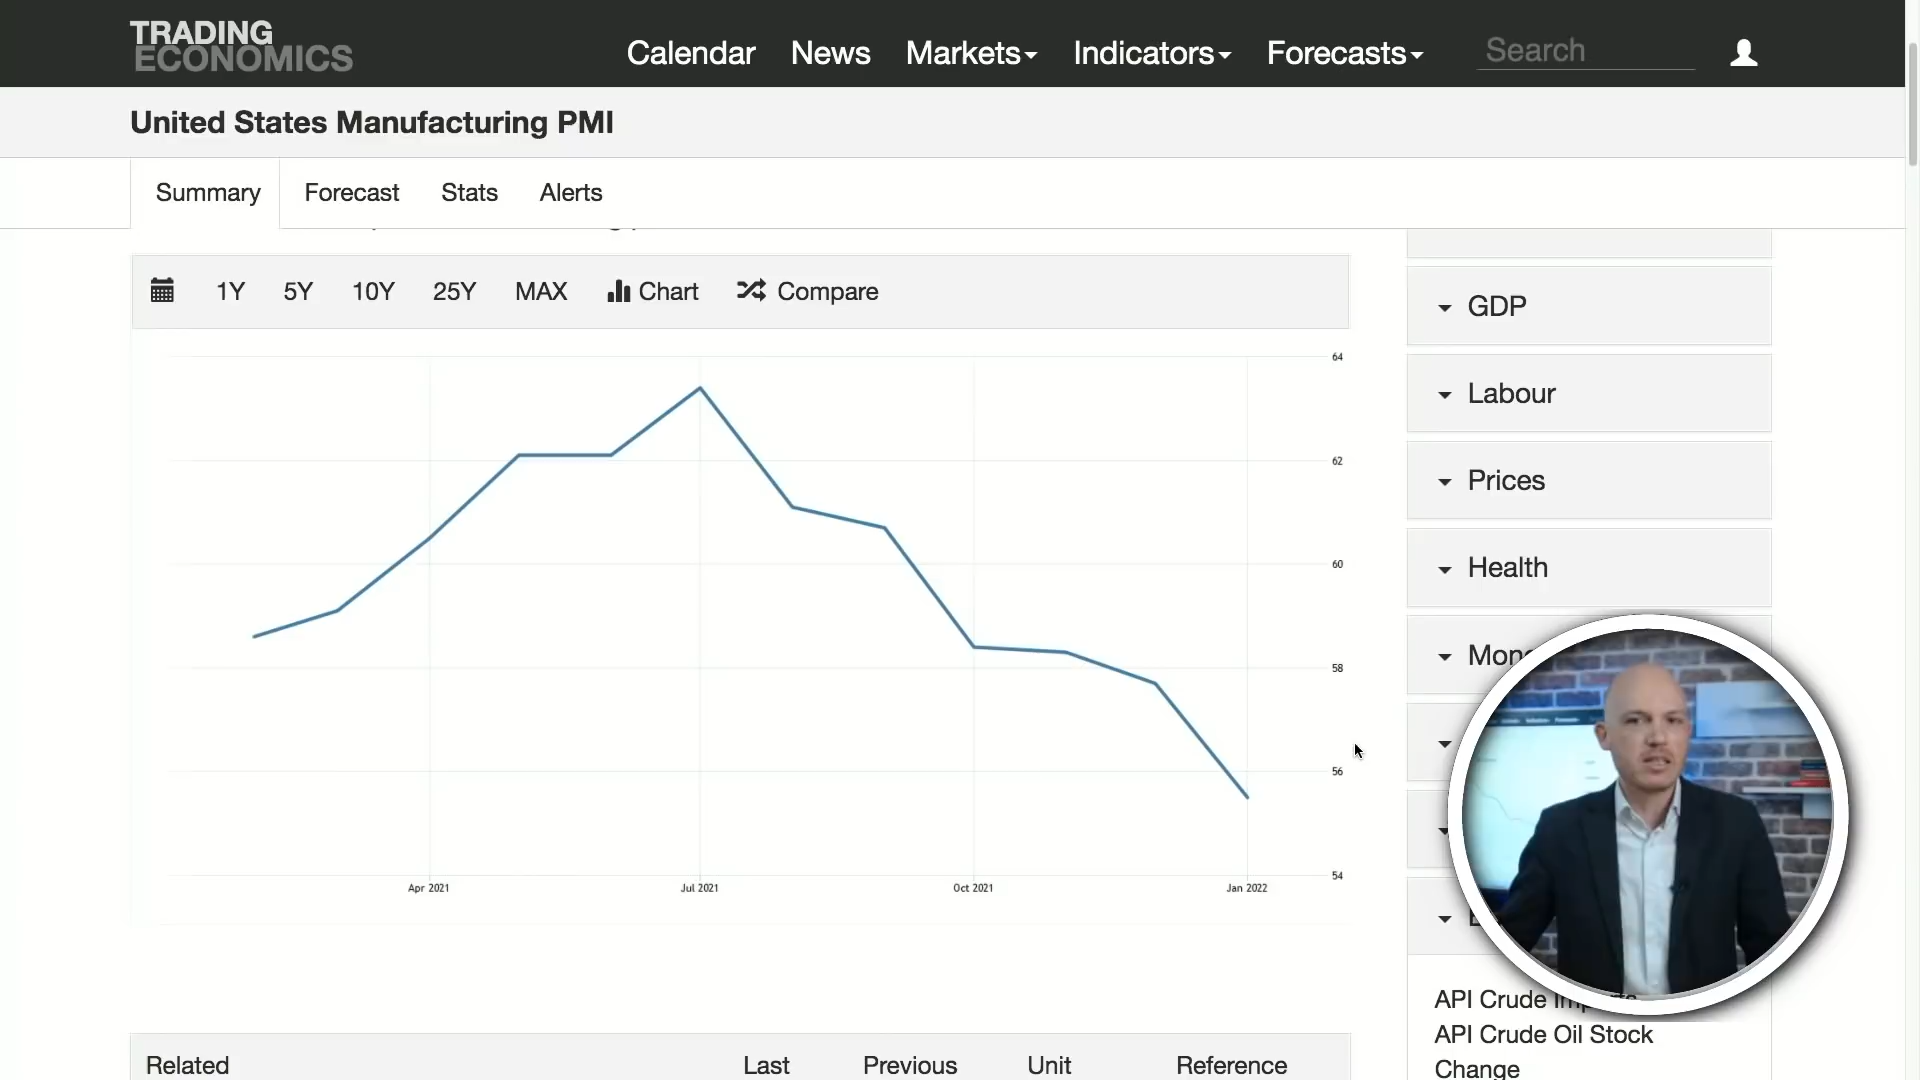 TRADING
ECONOMICS
Calendar News Markets Indicators Forecasts Search
United States Manufacturing PMI
Summary Forecast Stats Alerts
1Y 5Y 10Y 25Y MAX Chart Compare
GDP
Labour
Prices
Health
64
62
60
58
56
54
Apr 2021 Jul 2021 Oct 2021 Jan 2022
API Crude
API Crude Oil Stock
Change
Related Last Previous Unit Reference